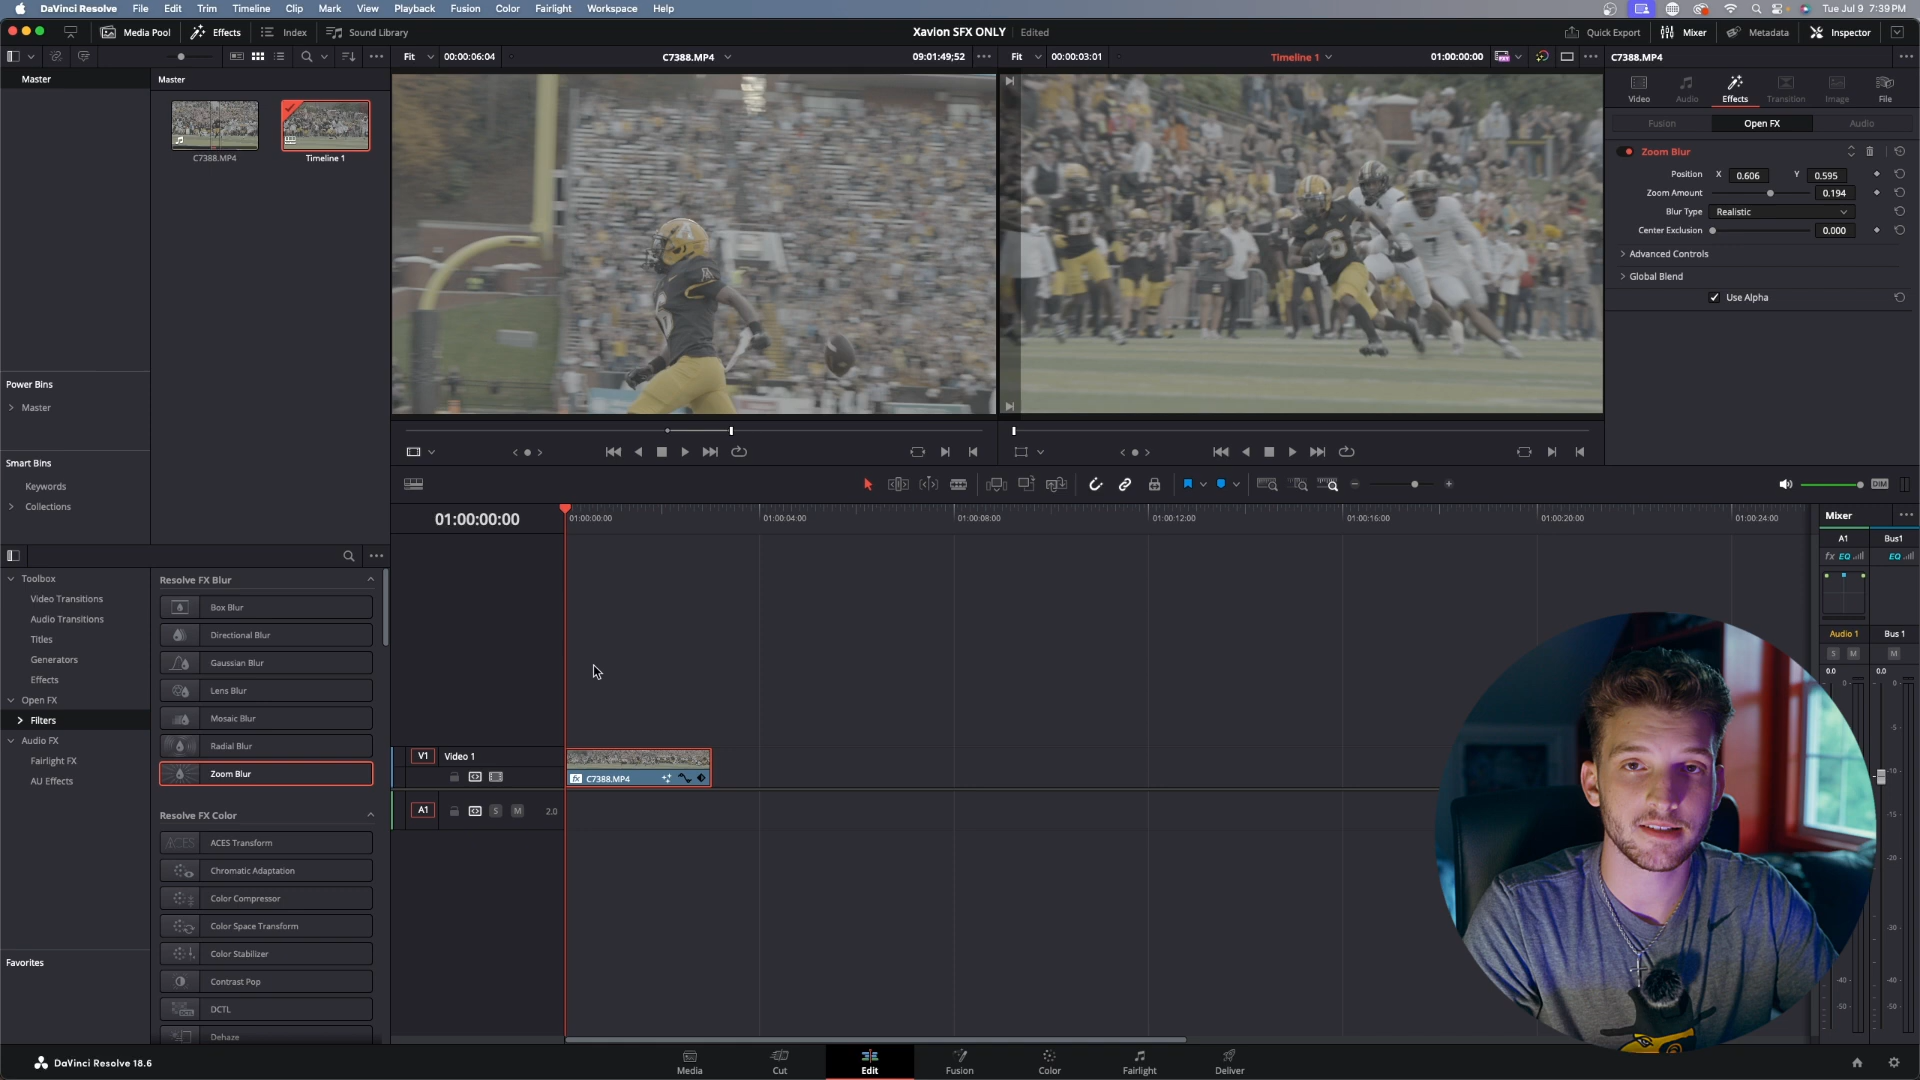 DaVinci Resolve File Edit Trim Timeline Clip Mark View Playback Fusion Color Fairlight Workspace Help Tue Jul 9 7:39 PM
Media Pool Effects Index Sound Library Xavion SFX ONLY Edited Quick Export Mixer Metadata Inspector
Fit 00:00:06:04 C7388.MP4 09:01:49;52 Fit 00:00:03:01 Timeline 1 01:00:00:00 C7388.MP4
Master Master
Video Audio Effects Transition Image File
Fusion Open FX Audio
C7388.MP4 Timeline 1
Zoom Blur
Position X 0.606 Y 0.595
Zoom Amount 0.194
Blur Type Realistic
Center Exclusion 0.000
Advanced Controls
Global Blend
Use Alpha
Power Bins
Master
Smart Bins
Keywords
Collections
DIM
01:00:00:00 01:00:00:00 01:00:04:00 01:00:08:00 01:00:12:00 01:00:16:00 01:00:20:00 01:00:24:00
Mixer
A1 Bus1
fx EQ EQ
Toolbox
Video Transitions
Audio Transitions
Titles
Generators
Effects
Open FX
Filters
Audio FX
Fairlight FX
AU Effects
Favorites
Resolve FX Blur
Box Blur
Directional Blur
Gaussian Blur
Lens Blur
Mosaic Blur
Radial Blur
Zoom Blur
Resolve FX Color
ACES Transform
Chromatic Adaptation
Color Compressor
Color Space Transform
Color Stabilizer
Contrast Pop
DCTL
Dehaze
V1 Video 1
fx C7388.MP4
A1 S M 2.0
Audio 1 Bus 1
S M M
0.0 0.0
DaVinci Resolve 18.6
Media Cut Edit Fusion Color Fairlight Deliver